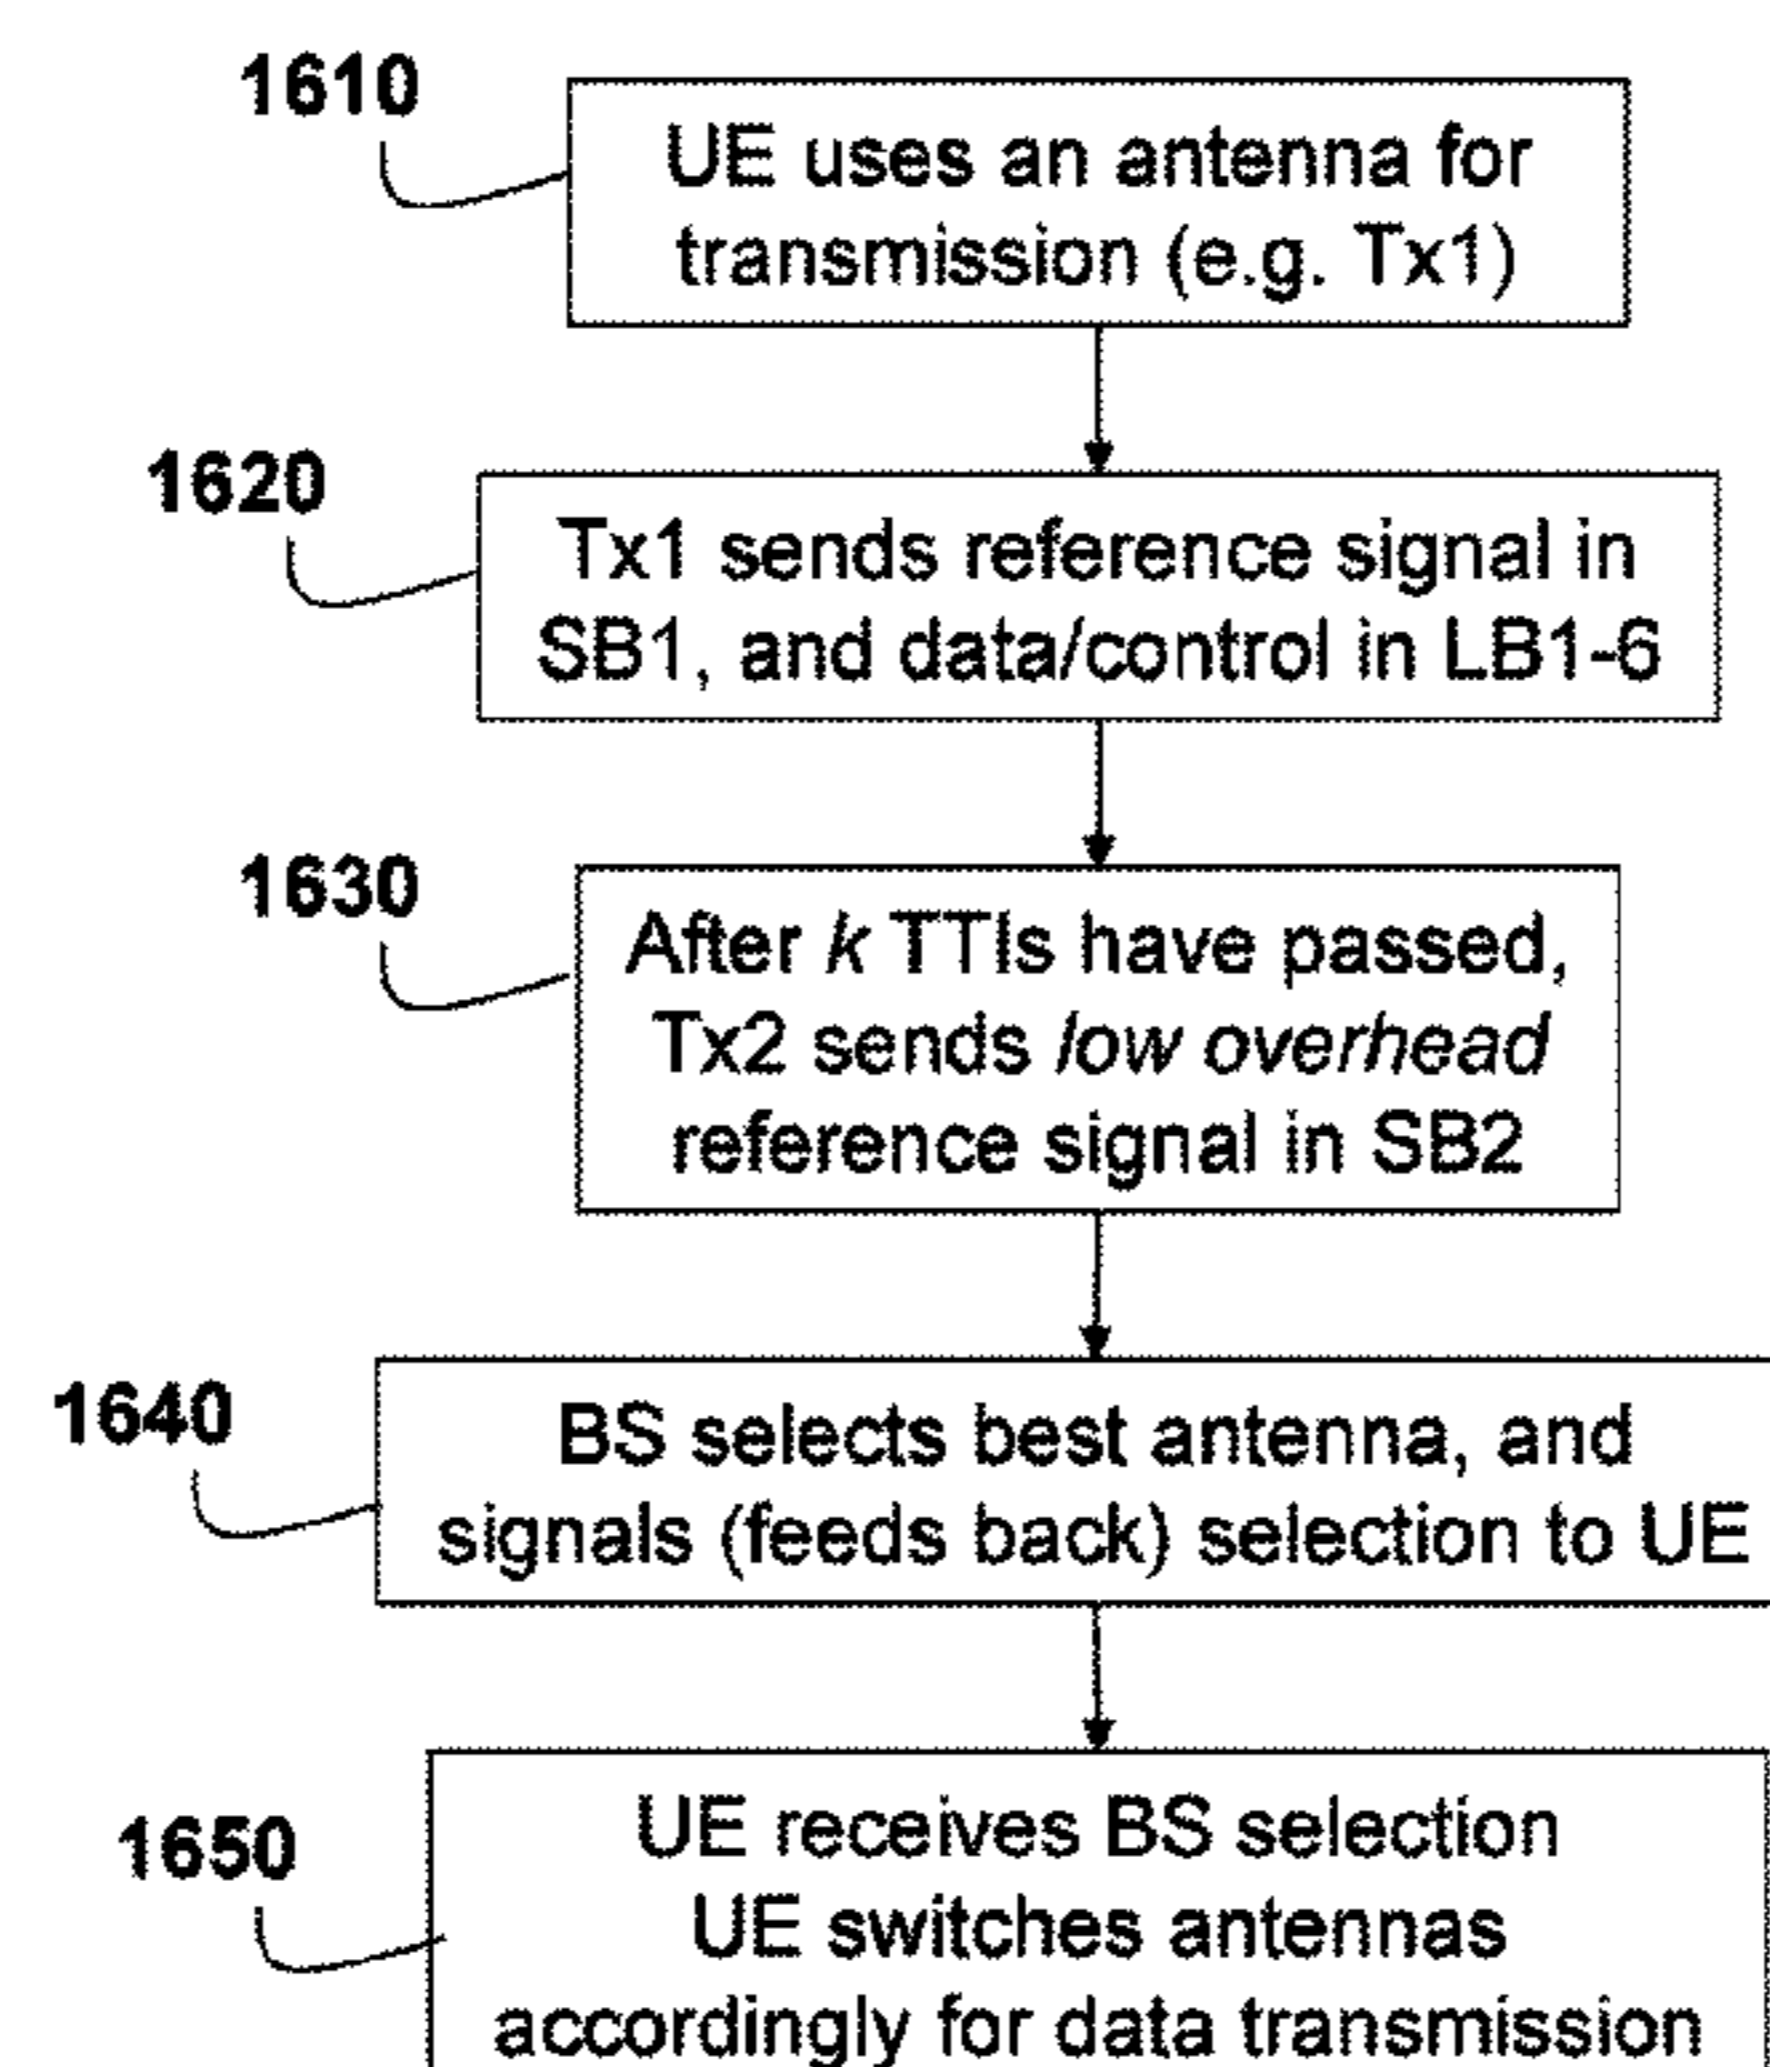 1610
UE uses an antenna for
transmission (e.g. Tx1)
1620
Tx1 sends reference signal in
SB1, and data/control in LB1-6
1630
After k TTIs have passed,
Tx2 sends low overhead
reference signal in SB2
1640
BS selects best antenna, and
signals (feeds back) selection to UE
1650
UE receives BS selection
UE switches antennas
accordingly for data transmission